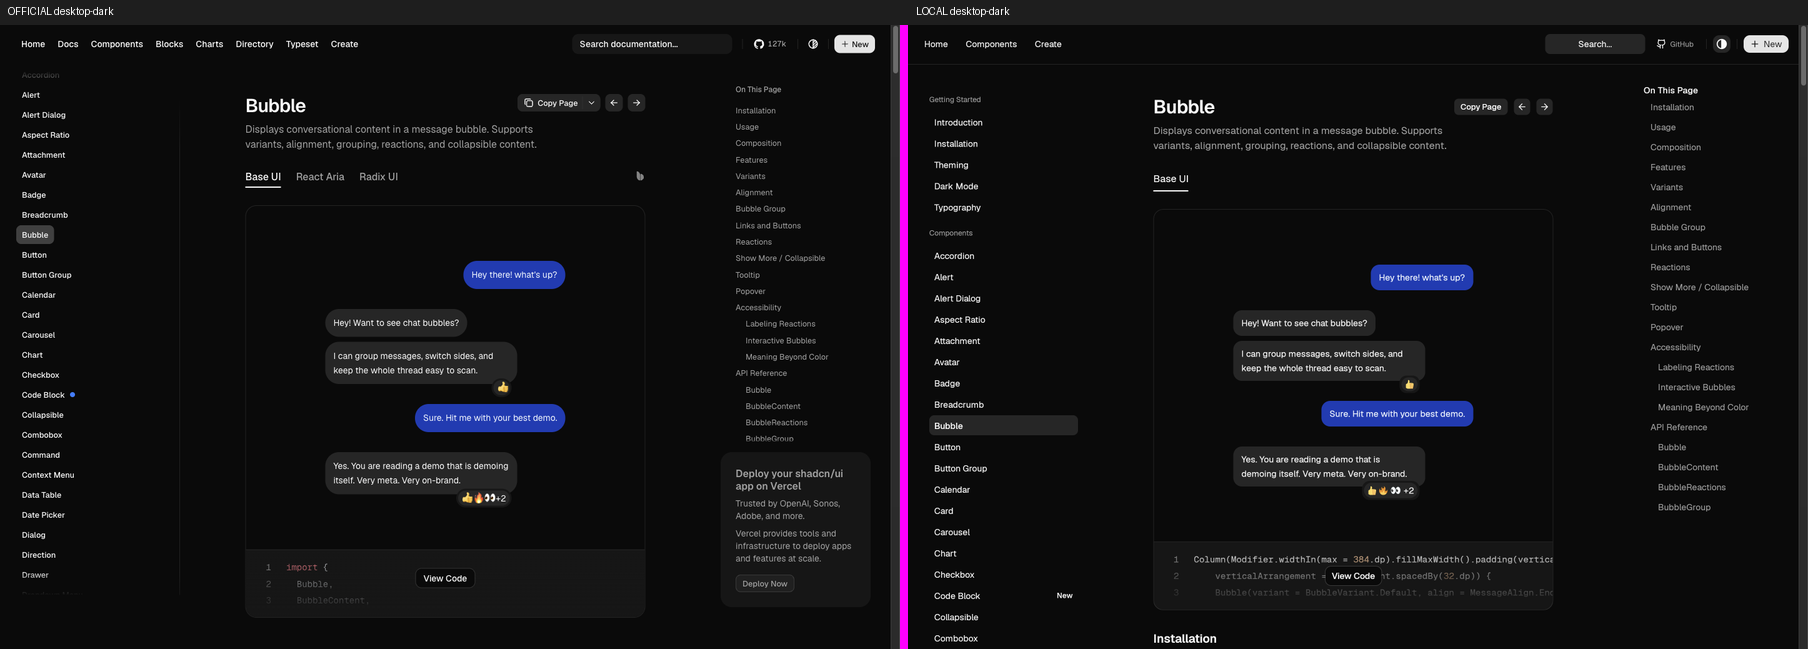 OFFICIAL desktop-dark
Home Docs Components Blocks Charts Directory Typeset Create
Search documentation...
127k
+ New
Accordion
Alert
Alert Dialog
Aspect Ratio
Attachment
Avatar
Badge
Breadcrumb
Bubble
Button
Button Group
Calendar
Card
Carousel
Chart
Checkbox
Code Block
Collapsible
Combobox
Command
Context Menu
Data Table
Date Picker
Dialog
Direction
Drawer
Bubble
Copy Page
Displays conversational content in a message bubble. Supports
variants, alignment, grouping, reactions, and collapsible content.
Base UI React Aria Radix UI
Hey there! what's up?
Hey! Want to see chat bubbles?
I can group messages, switch sides, and
keep the whole thread easy to scan.
Sure. Hit me with your best demo.
Yes. You are reading a demo that is demoing
itself. Very meta. Very on-brand.
+2
1 import {
2 Bubble,
3 BubbleContent,
View Code
On This Page
Installation
Usage
Composition
Features
Variants
Alignment
Bubble Group
Links and Buttons
Reactions
Show More / Collapsible
Tooltip
Popover
Accessibility
Labeling Reactions
Interactive Bubbles
Meaning Beyond Color
API Reference
Bubble
BubbleContent
BubbleReactions
BubbleGroup
Deploy your shadcn/ui
app on Vercel
Trusted by OpenAI, Sonos,
Adobe, and more.
Vercel provides tools and
infrastructure to deploy apps
and features at scale.
Deploy Now
LOCAL desktop-dark
Home Components Create
Search...
GitHub
+ New
Getting Started
Introduction
Installation
Theming
Dark Mode
Typography
Components
Accordion
Alert
Alert Dialog
Aspect Ratio
Attachment
Avatar
Badge
Breadcrumb
Bubble
Button
Button Group
Calendar
Card
Carousel
Chart
Checkbox
Code Block New
Collapsible
Combobox
Bubble
Copy Page
Displays conversational content in a message bubble. Supports
variants, alignment, grouping, reactions, and collapsible content.
Base UI
Hey there! what's up?
Hey! Want to see chat bubbles?
I can group messages, switch sides, and
keep the whole thread easy to scan.
Sure. Hit me with your best demo.
Yes. You are reading a demo that is
demoing itself. Very meta. Very on-brand.
+2
1 Column(Modifier.widthIn(max = 384.dp).fillMaxWidth().padding(vertica
2 verticalArrangement = nt.spacedBy(32.dp)) {
3 Bubble(variant = BubbleVariant.Default, align = MessageAlign.End
View Code
Installation
On This Page
Installation
Usage
Composition
Features
Variants
Alignment
Bubble Group
Links and Buttons
Reactions
Show More / Collapsible
Tooltip
Popover
Accessibility
Labeling Reactions
Interactive Bubbles
Meaning Beyond Color
API Reference
Bubble
BubbleContent
BubbleReactions
BubbleGroup